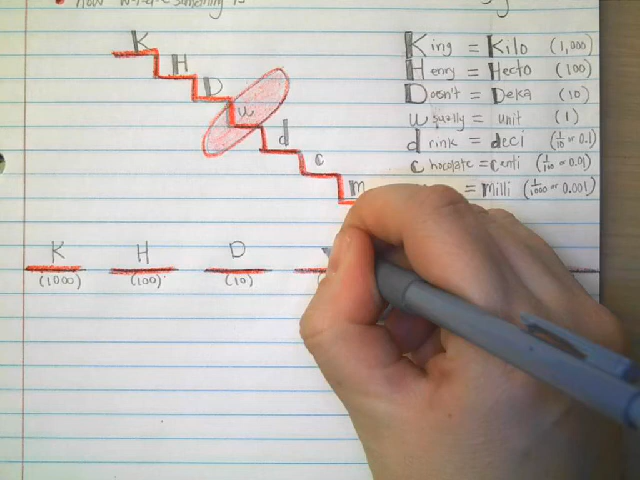 how
K
H
D
u
d
c
m
King = Kilo (1,000)
Henry = Hecto (100)
Doesn't = Deka (10)
usually = unit (1)
drink = deci (1/10 or 0.1)
chocolate = centi (1/100 or 0.01)
= milli (1/1000 or 0.001)
K H D
(1000) (100) (10)